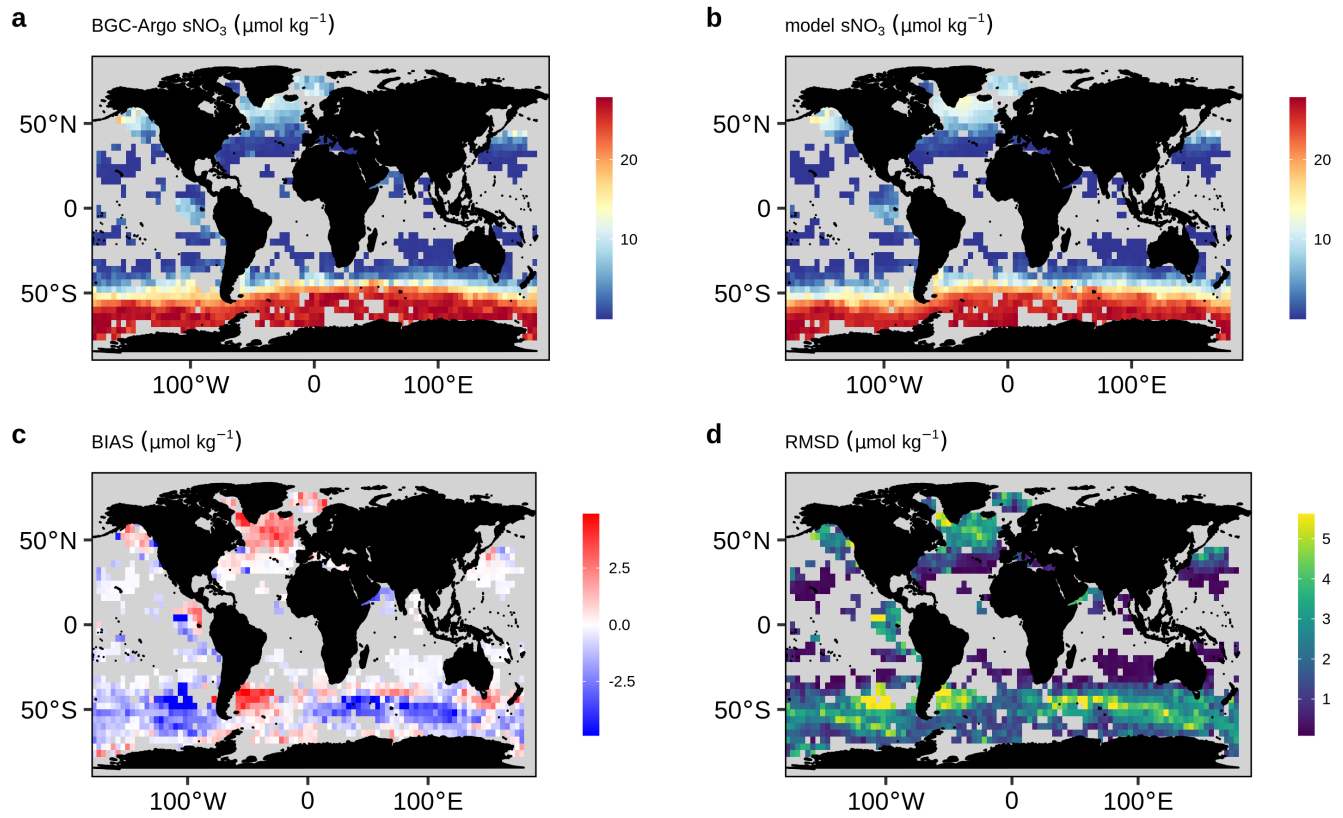 a
BGC-Argo sNO₃ (µmol kg⁻¹)
50°N
0
50°S
100°W 0 100°E
20
10
b
model sNO₃ (µmol kg⁻¹)
50°N
0
50°S
100°W 0 100°E
20
10
c
BIAS (µmol kg⁻¹)
50°N
0
50°S
100°W 0 100°E
2.5
0.0
-2.5
d
RMSD (µmol kg⁻¹)
50°N
0
50°S
100°W 0 100°E
5
4
3
2
1